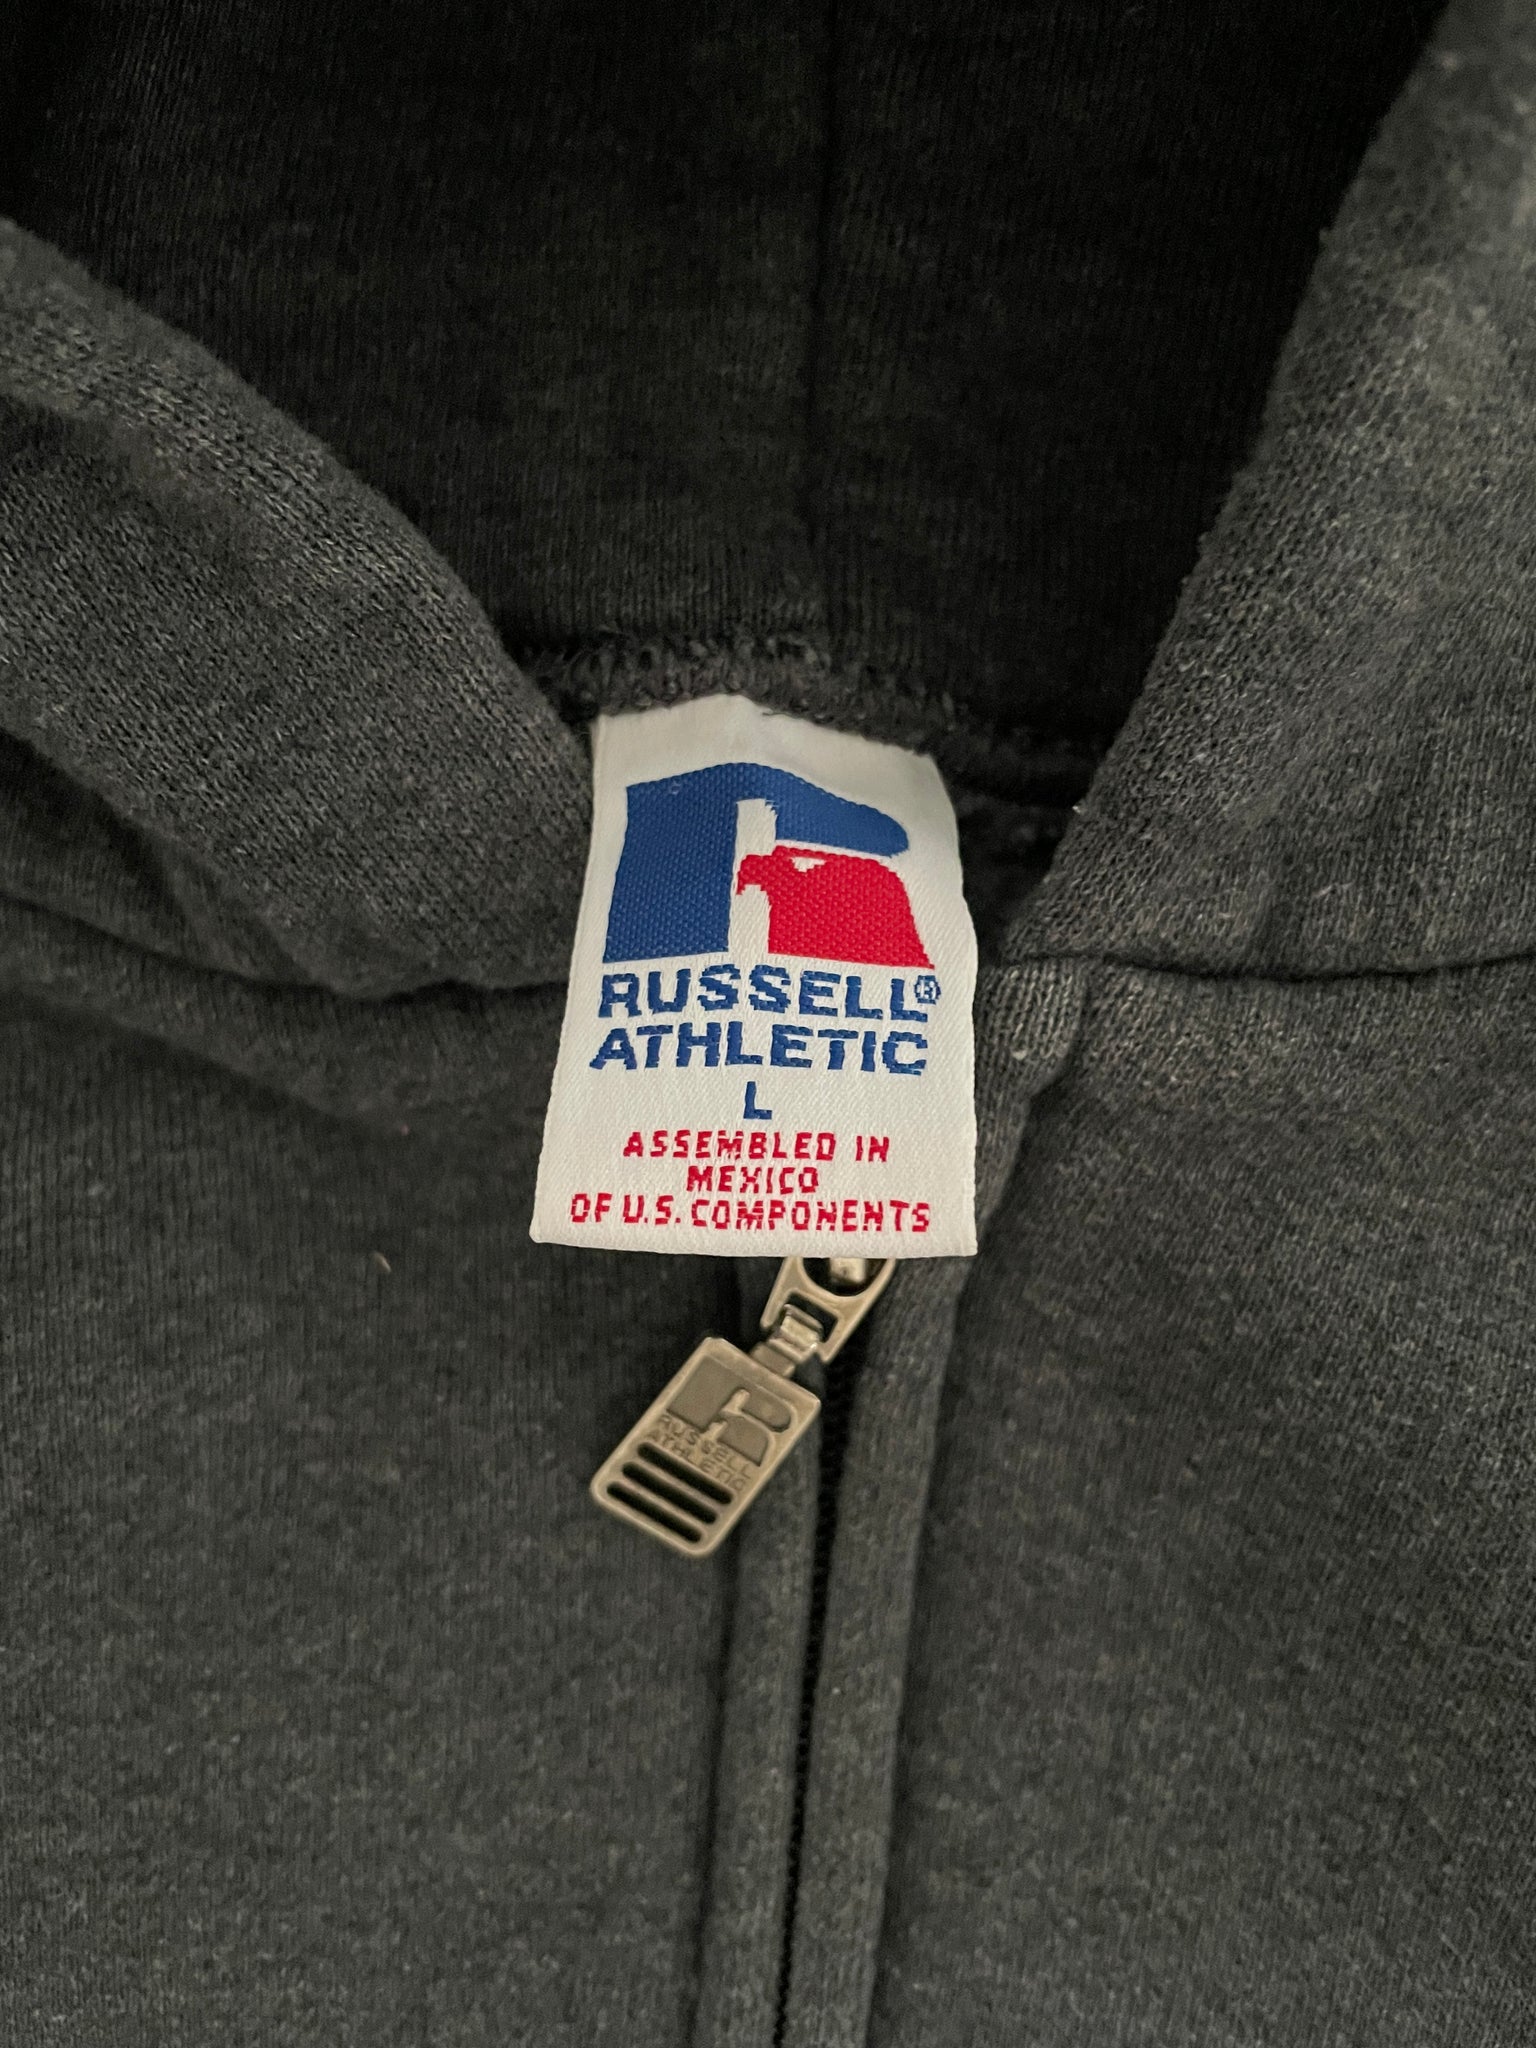 RUSSELL®
ATHLETIC
L
ASSEMBLED IN
MEXICO
OF U.S. COMPONENTS
RUSSELL
ATHLETIC